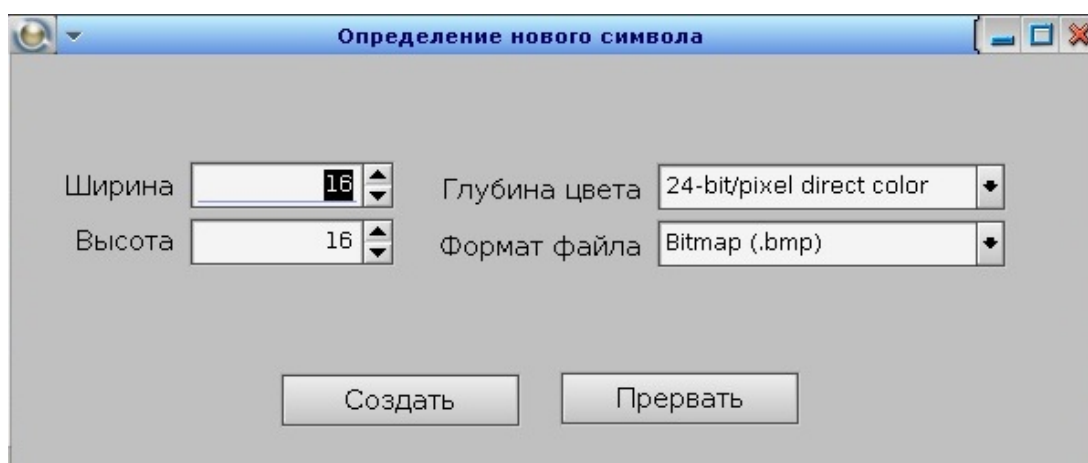 Определение нового символа
Ширина 16 Глубина цвета 24-bit/pixel direct color
Высота 16 Формат файла Bitmap (.bmp)
Создать Прервать